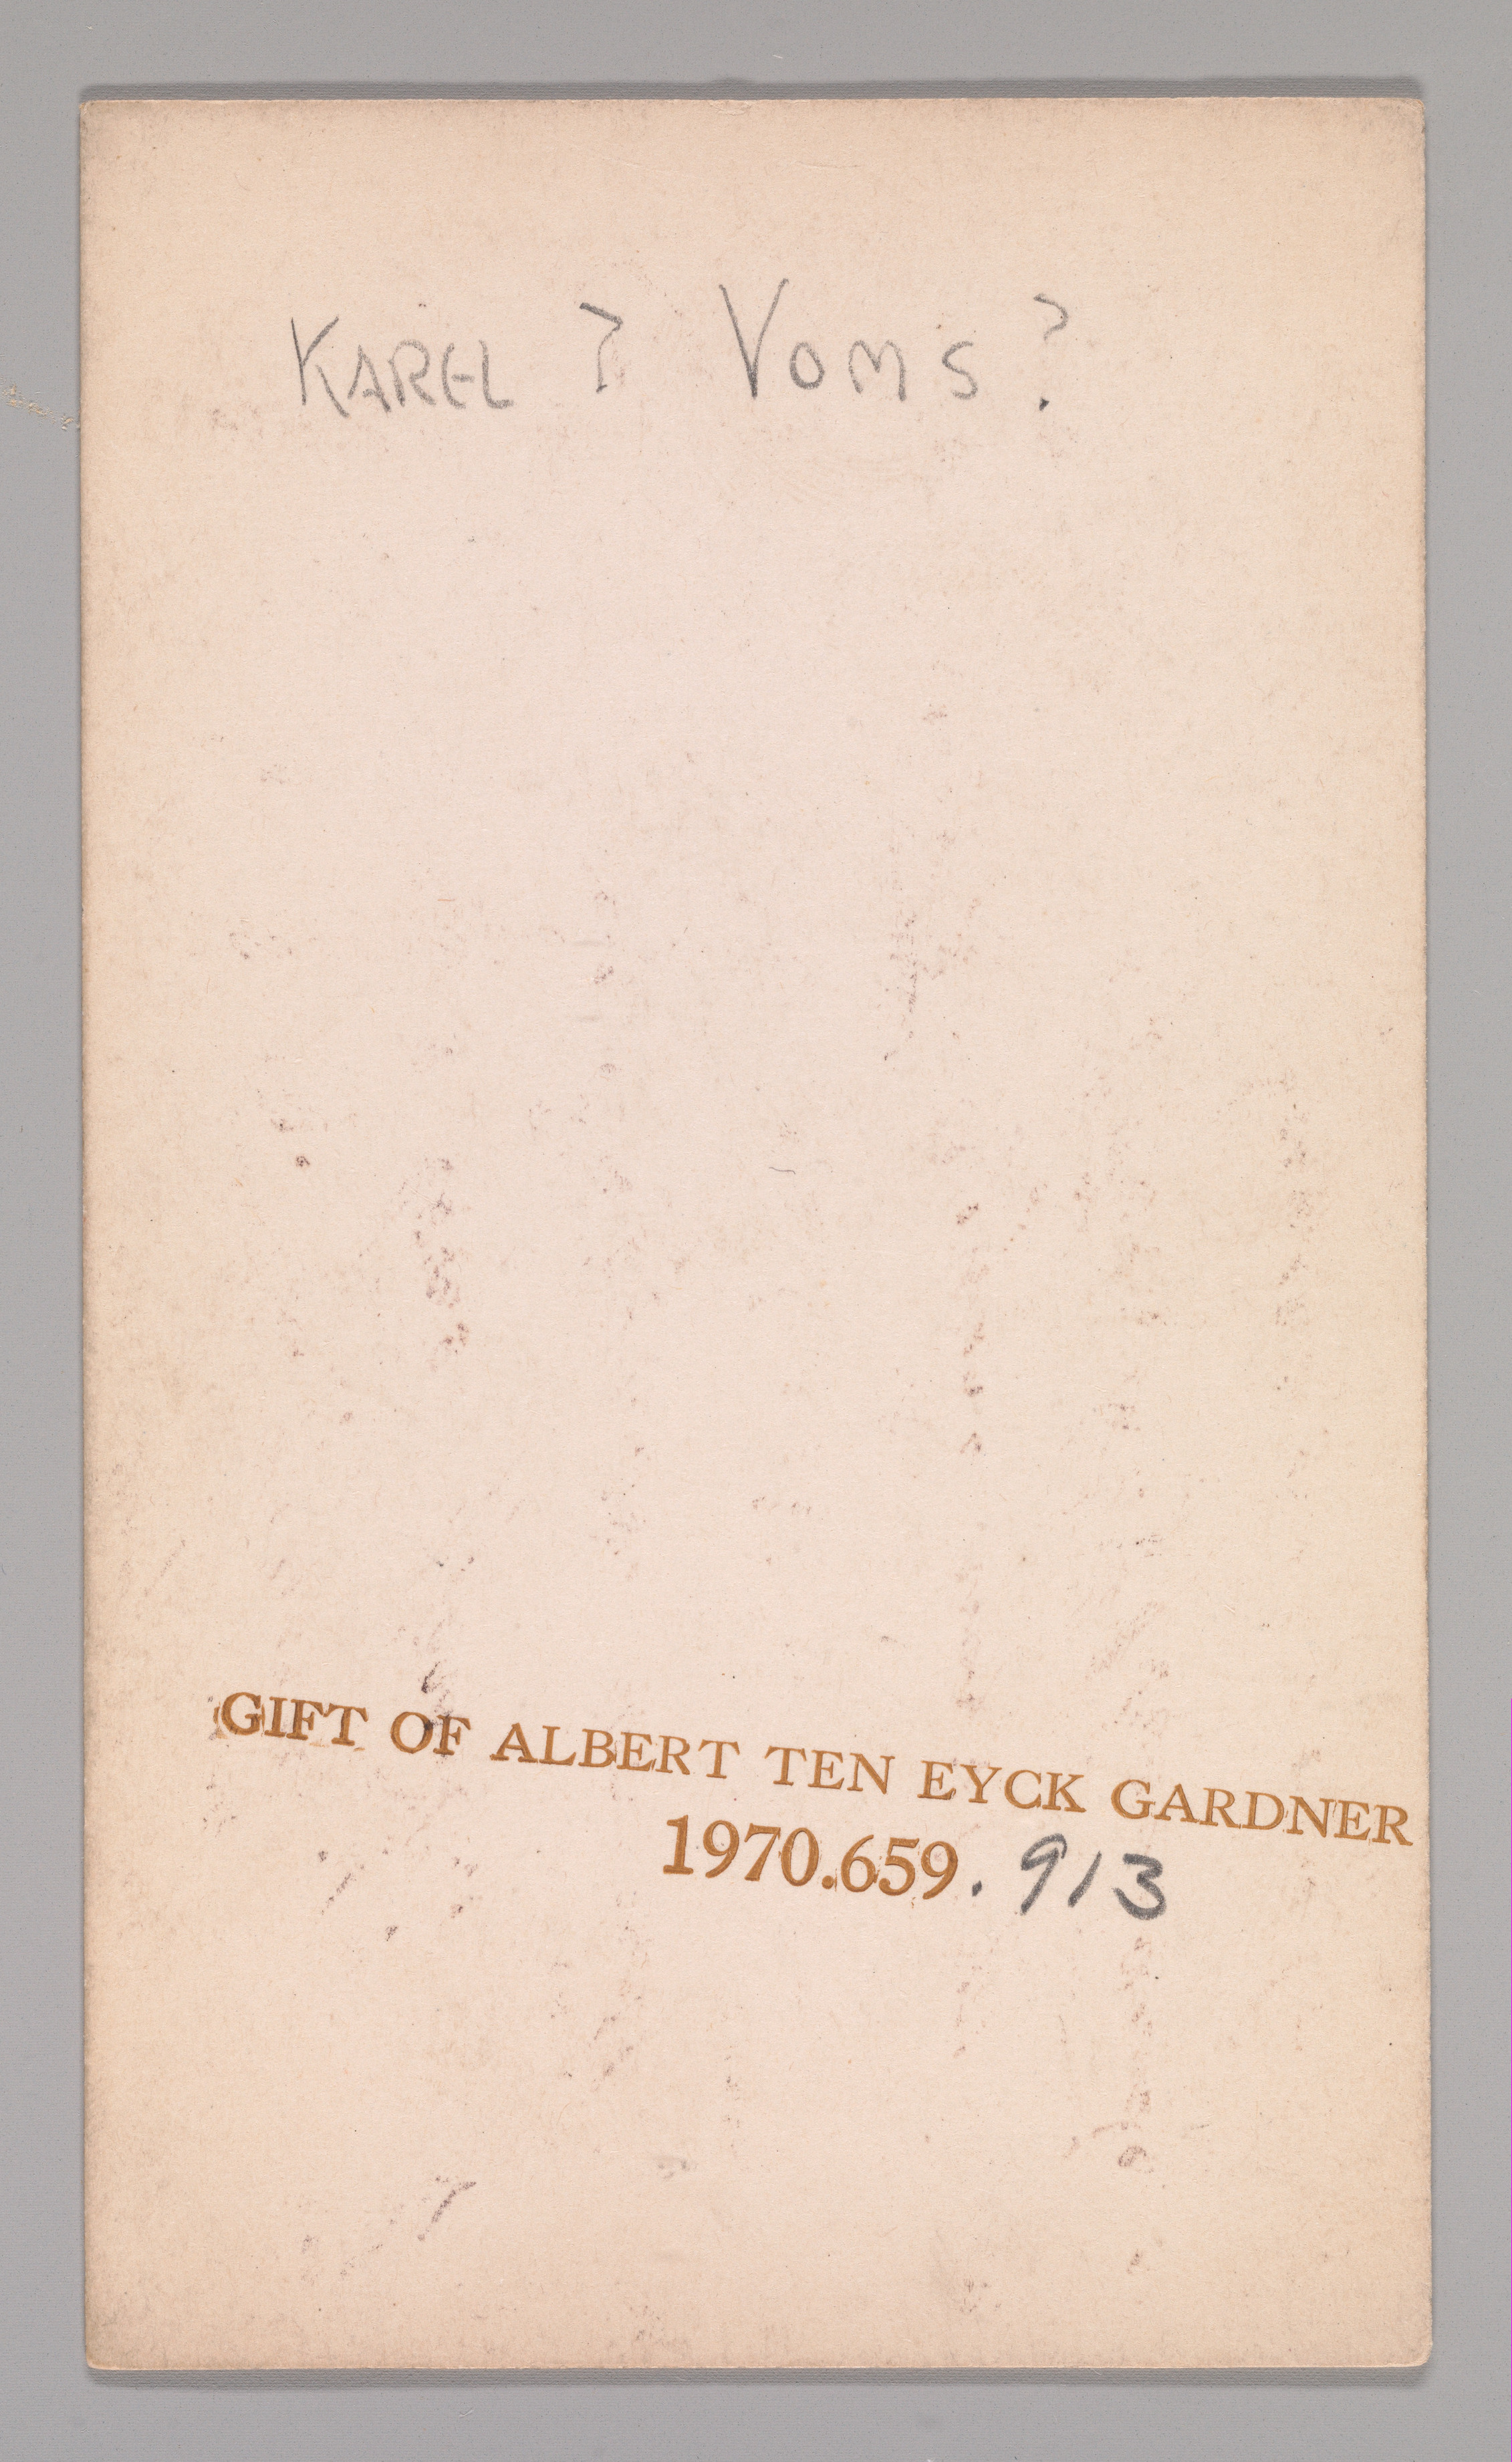 KAREL ? VOMS ?
GIFT OF ALBERT TEN EYCK GARDNER
1970.659.913